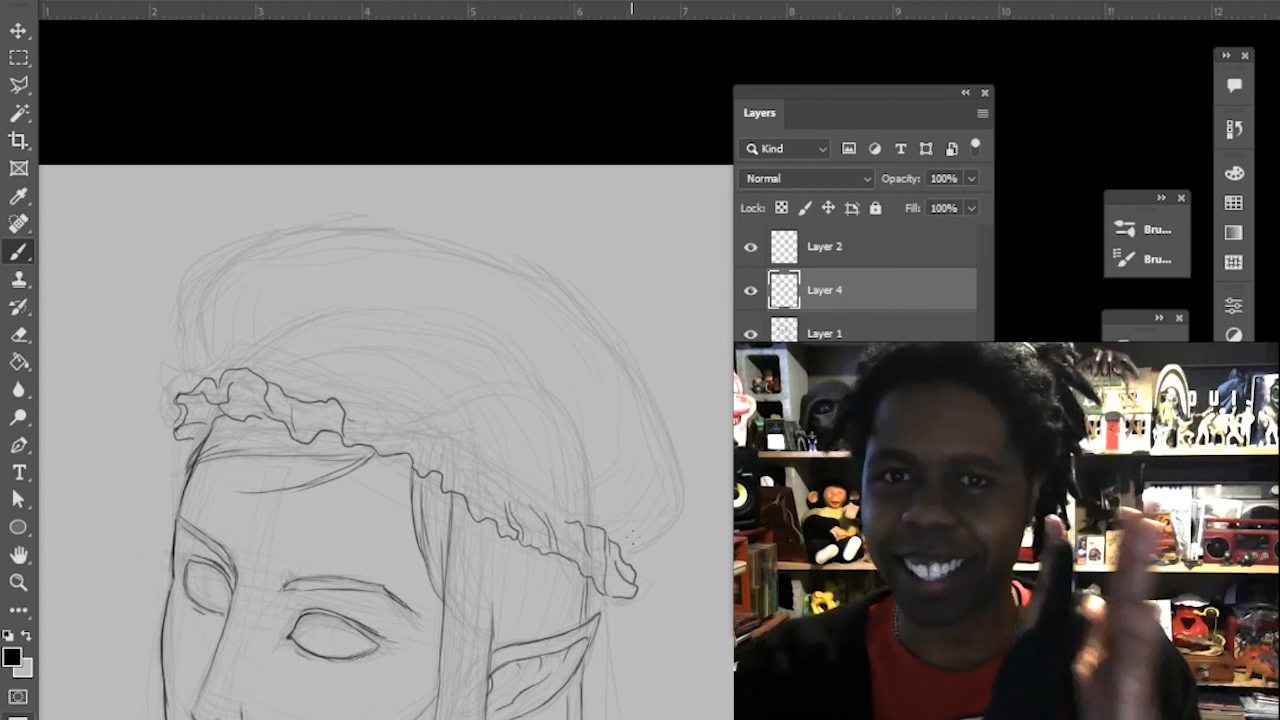 1 2 3 4 5 6 7 8 9 10 11 12
Layers
Kind
Normal Opacity: 100%
Lock: Fill: 100%
Layer 2
Layer 4
Layer 1
Bru...
Bru...